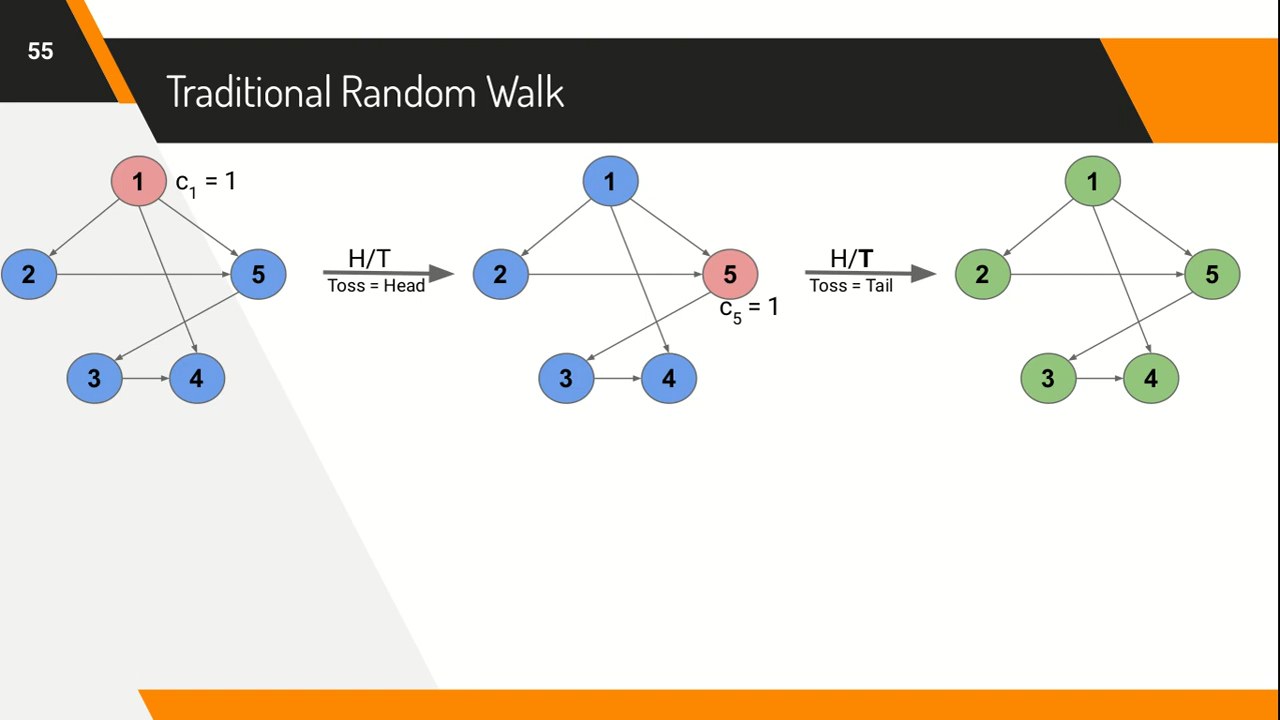 55
Traditional Random Walk
1
c₁ = 1
2
5
3
4
H/T
Toss = Head
1
2
5
c₅ = 1
3
4
H/T
Toss = Tail
1
2
5
3
4